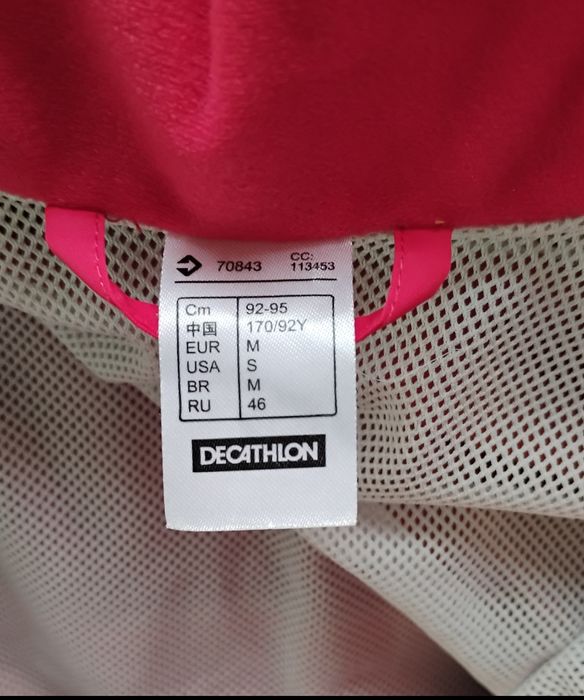 70843 CC: 113453
Cm 92-95
中国 170/92Y
EUR M
USA S
BR M
RU 46
DECATHLON